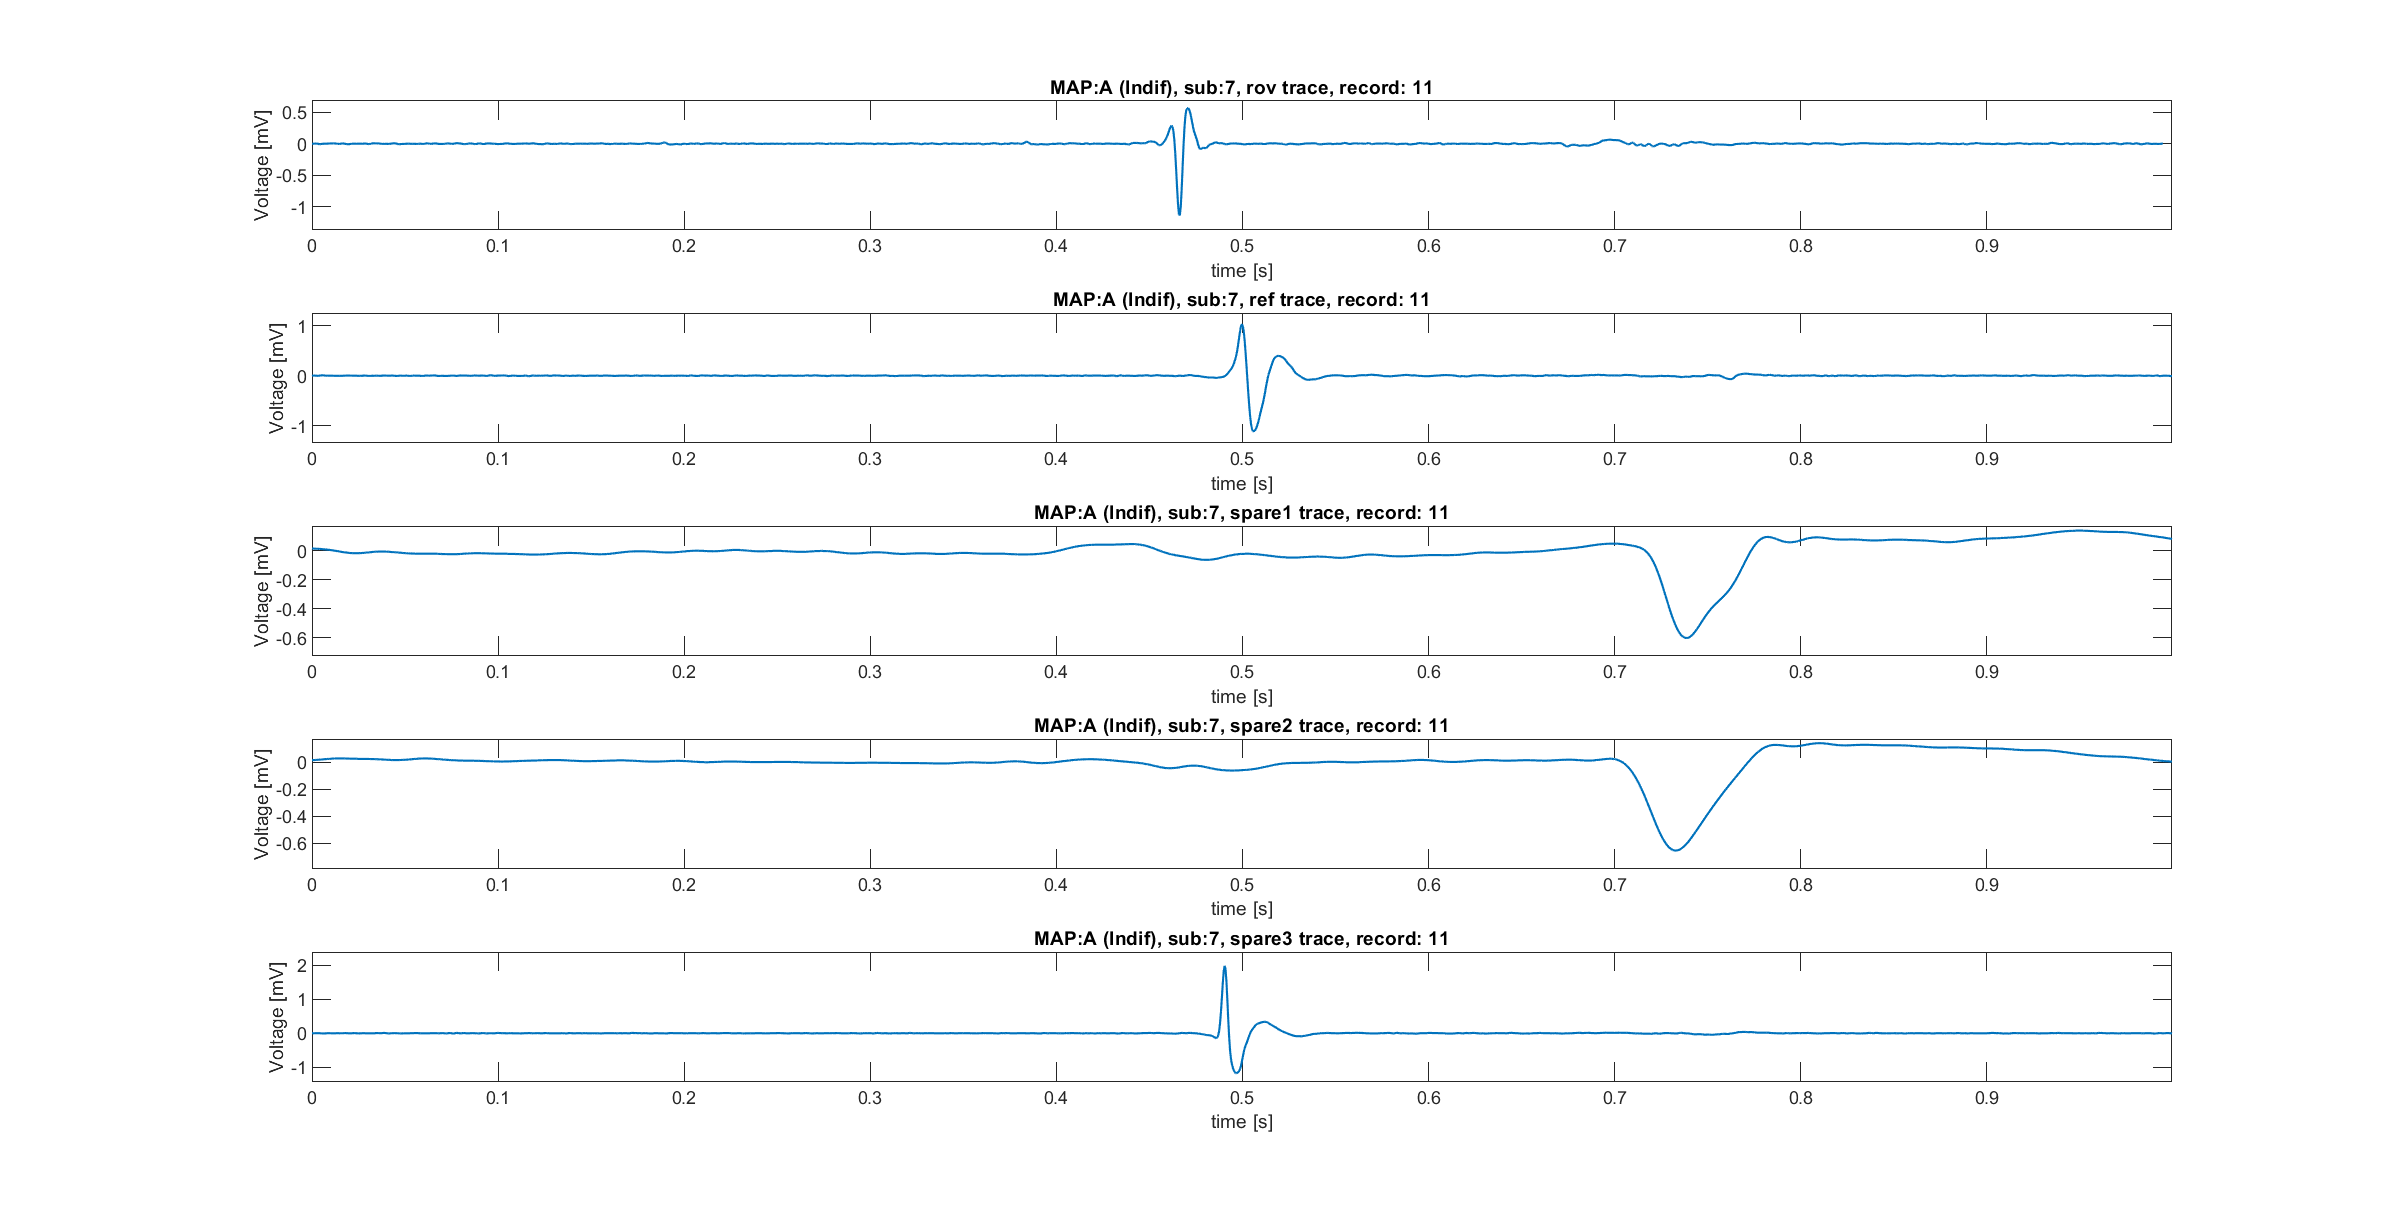 MAP:A (Indif), sub:7, rov trace, record: 11
Voltage [mV]
0.5
0
-0.5
-1
0 0.1 0.2 0.3 0.4 0.5 0.6 0.7 0.8 0.9
time [s]
MAP:A (Indif), sub:7, ref trace, record: 11
Voltage [mV]
1
0
-1
0 0.1 0.2 0.3 0.4 0.5 0.6 0.7 0.8 0.9
time [s]
MAP:A (Indif), sub:7, spare1 trace, record: 11
Voltage [mV]
0
-0.2
-0.4
-0.6
0 0.1 0.2 0.3 0.4 0.5 0.6 0.7 0.8 0.9
time [s]
MAP:A (Indif), sub:7, spare2 trace, record: 11
Voltage [mV]
0
-0.2
-0.4
-0.6
0 0.1 0.2 0.3 0.4 0.5 0.6 0.7 0.8 0.9
time [s]
MAP:A (Indif), sub:7, spare3 trace, record: 11
Voltage [mV]
2
1
0
-1
0 0.1 0.2 0.3 0.4 0.5 0.6 0.7 0.8 0.9
time [s]